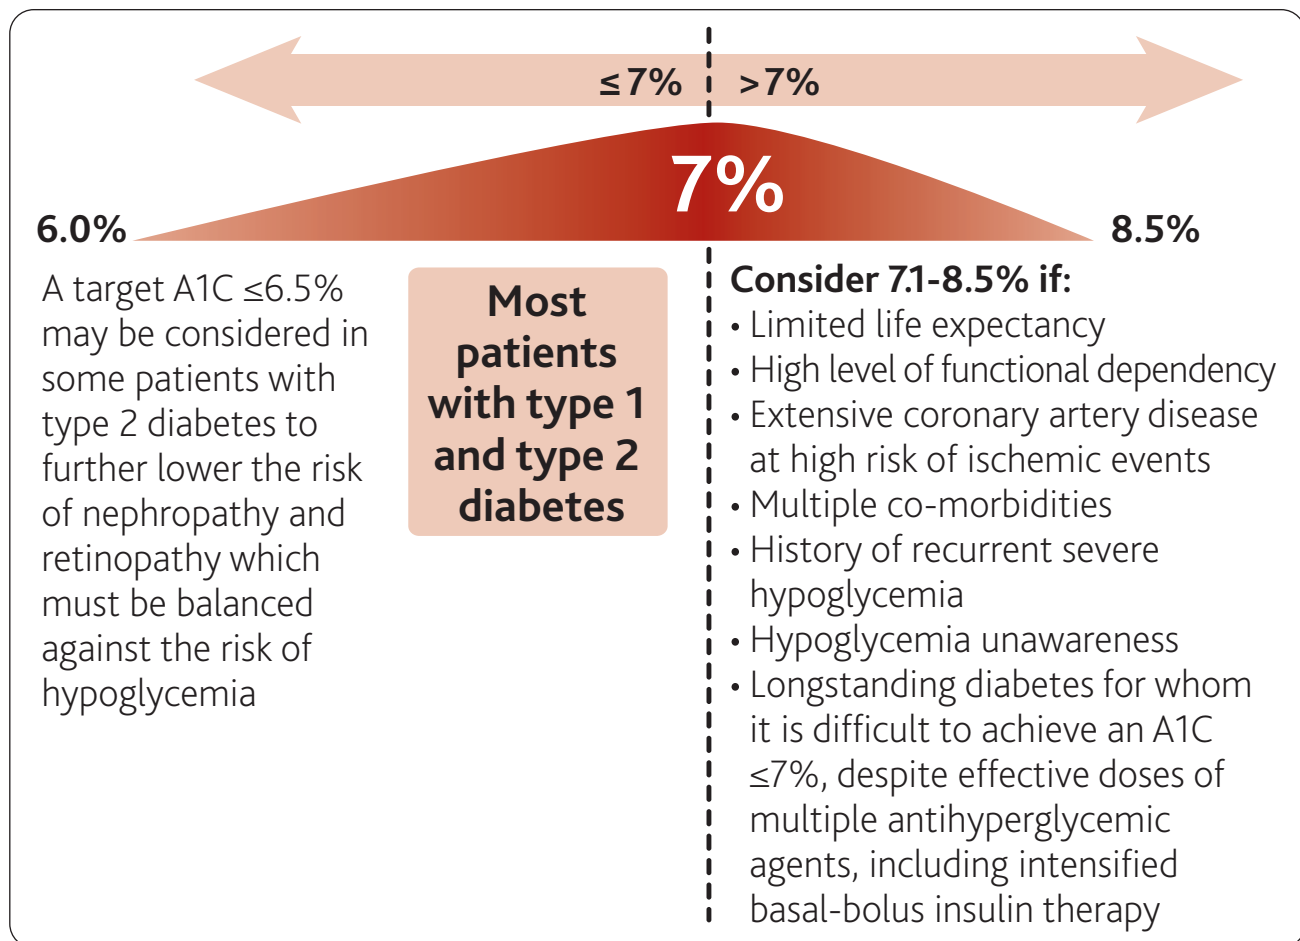 ≤ 7%
> 7%
7%
6.0%
8.5%
A target A1C ≤6.5%
may be considered in
some patients with
type 2 diabetes to
further lower the risk
of nephropathy and
retinopathy which
must be balanced
against the risk of
hypoglycemia
Most
patients
with type 1
and type 2
diabetes
Consider 7.1-8.5% if:
• Limited life expectancy
• High level of functional dependency
• Extensive coronary artery disease
at high risk of ischemic events
• Multiple co-morbidities
• History of recurrent severe
hypoglycemia
• Hypoglycemia unawareness
• Longstanding diabetes for whom
it is difficult to achieve an A1C
≤7%, despite effective doses of
multiple antihyperglycemic
agents, including intensified
basal-bolus insulin therapy